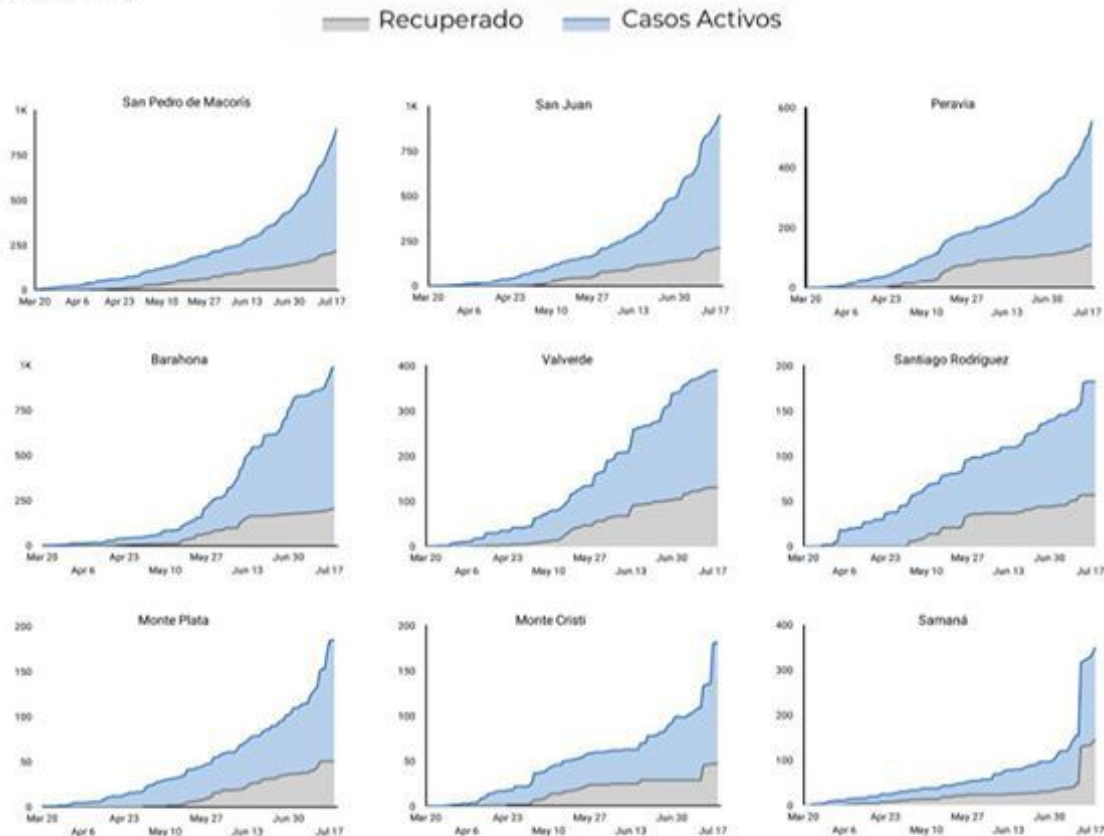 Recuperado Casos Activos
San Pedro de Macorís
1K
750
500
250
0
Mar 20 Apr 6 Apr 23 May 10 May 27 Jun 13 Jun 30 Jul 17
San Juan
1K
750
500
250
0
Mar 20 Apr 23 May 27 Jun 30
Apr 6 May 10 Jun 13 Jul 17
Peravia
600
400
200
0
Mar 20 Apr 23 May 27 Jun 30
Apr 6 May 10 Jun 13 Jul 17
Barahona
1K
750
500
250
0
Mar 20 Apr 23 May 27 Jun 30
Apr 6 May 10 Jun 13 Jul 17
Valverde
400
300
200
100
0
Mar 20 Apr 23 May 27 Jun 30
Apr 6 May 10 Jun 13 Jul 17
Santiago Rodríguez
200
150
100
50
0
Mar 20 Apr 23 May 27 Jun 30
Apr 6 May 10 Jun 13 Jul 17
Monte Plata
200
150
100
50
0
Mar 20 Apr 23 May 27 Jun 30
Apr 6 May 10 Jun 13 Jul 17
Monte Cristi
200
150
100
50
0
Mar 20 Apr 23 May 27 Jun 30
Apr 6 May 10 Jun 13 Jul 17
Samaná
400
300
200
100
0
Mar 20 Apr 23 May 27 Jun 30
Apr 6 May 10 Jun 13 Jul 17